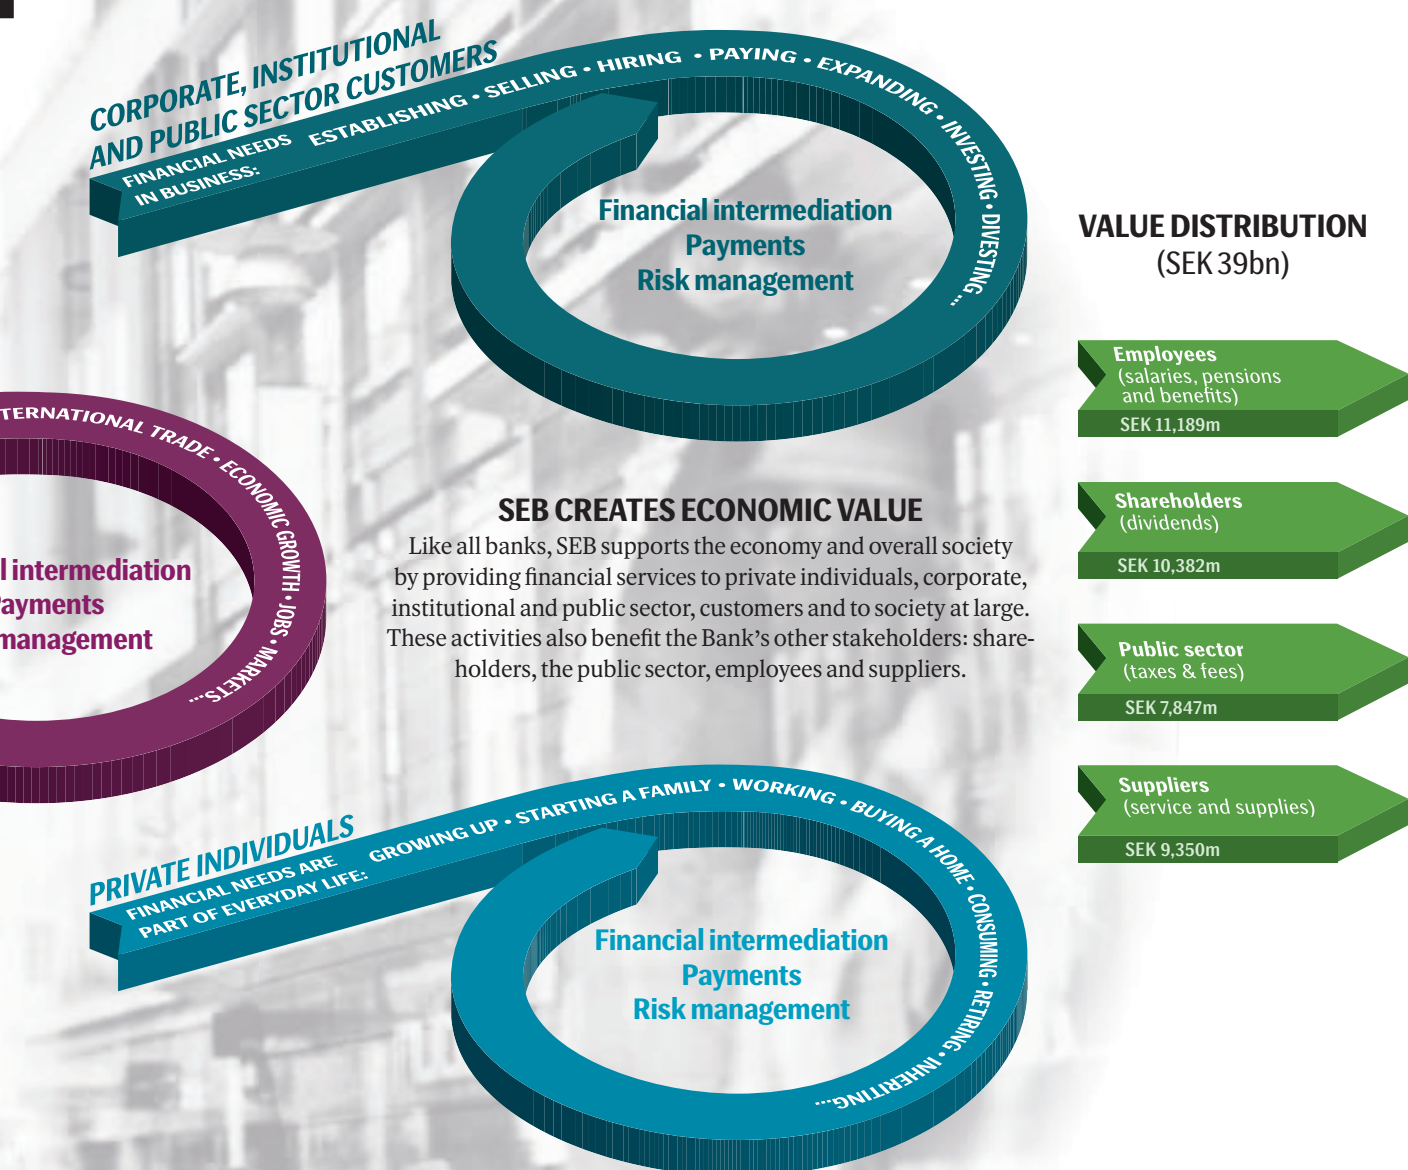 CORPORATE, INSTITUTIONAL
AND PUBLIC SECTOR CUSTOMERS
FINANCIAL NEEDS
IN BUSINESS:
ESTABLISHING • SELLING • HIRING • PAYING • EXPANDING • INVESTING • DIVESTING...
Financial intermediation
Payments
Risk management
VALUE DISTRIBUTION
(SEK 39bn)
Employees
(salaries, pensions
and benefits)
SEK 11,189m
Shareholders
(dividends)
SEK 10,382m
Public sector
(taxes & fees)
SEK 7,847m
Suppliers
(service and supplies)
SEK 9,350m
TERNATIONAL TRADE • ECONOMIC GROWTH • JOBS • MARKETS...
l intermediation
ayments
management
SEB CREATES ECONOMIC VALUE
Like all banks, SEB supports the economy and overall society
by providing financial services to private individuals, corporate,
institutional and public sector, customers and to society at large.
These activities also benefit the Bank’s other stakeholders: share-
holders, the public sector, employees and suppliers.
PRIVATE INDIVIDUALS
FINANCIAL NEEDS ARE
PART OF EVERYDAY LIFE:
GROWING UP • STARTING A FAMILY • WORKING • BUYING A HOME • CONSUMING • RETIRING • INHERITING...
Financial intermediation
Payments
Risk management